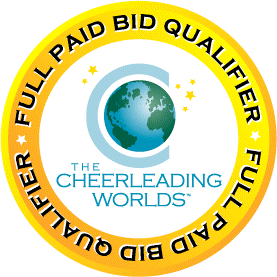 FULL PAID BID QUALIFIER
FULL PAID BID QUALIFIER
C
THE
CHEERLEADING
WORLDS™